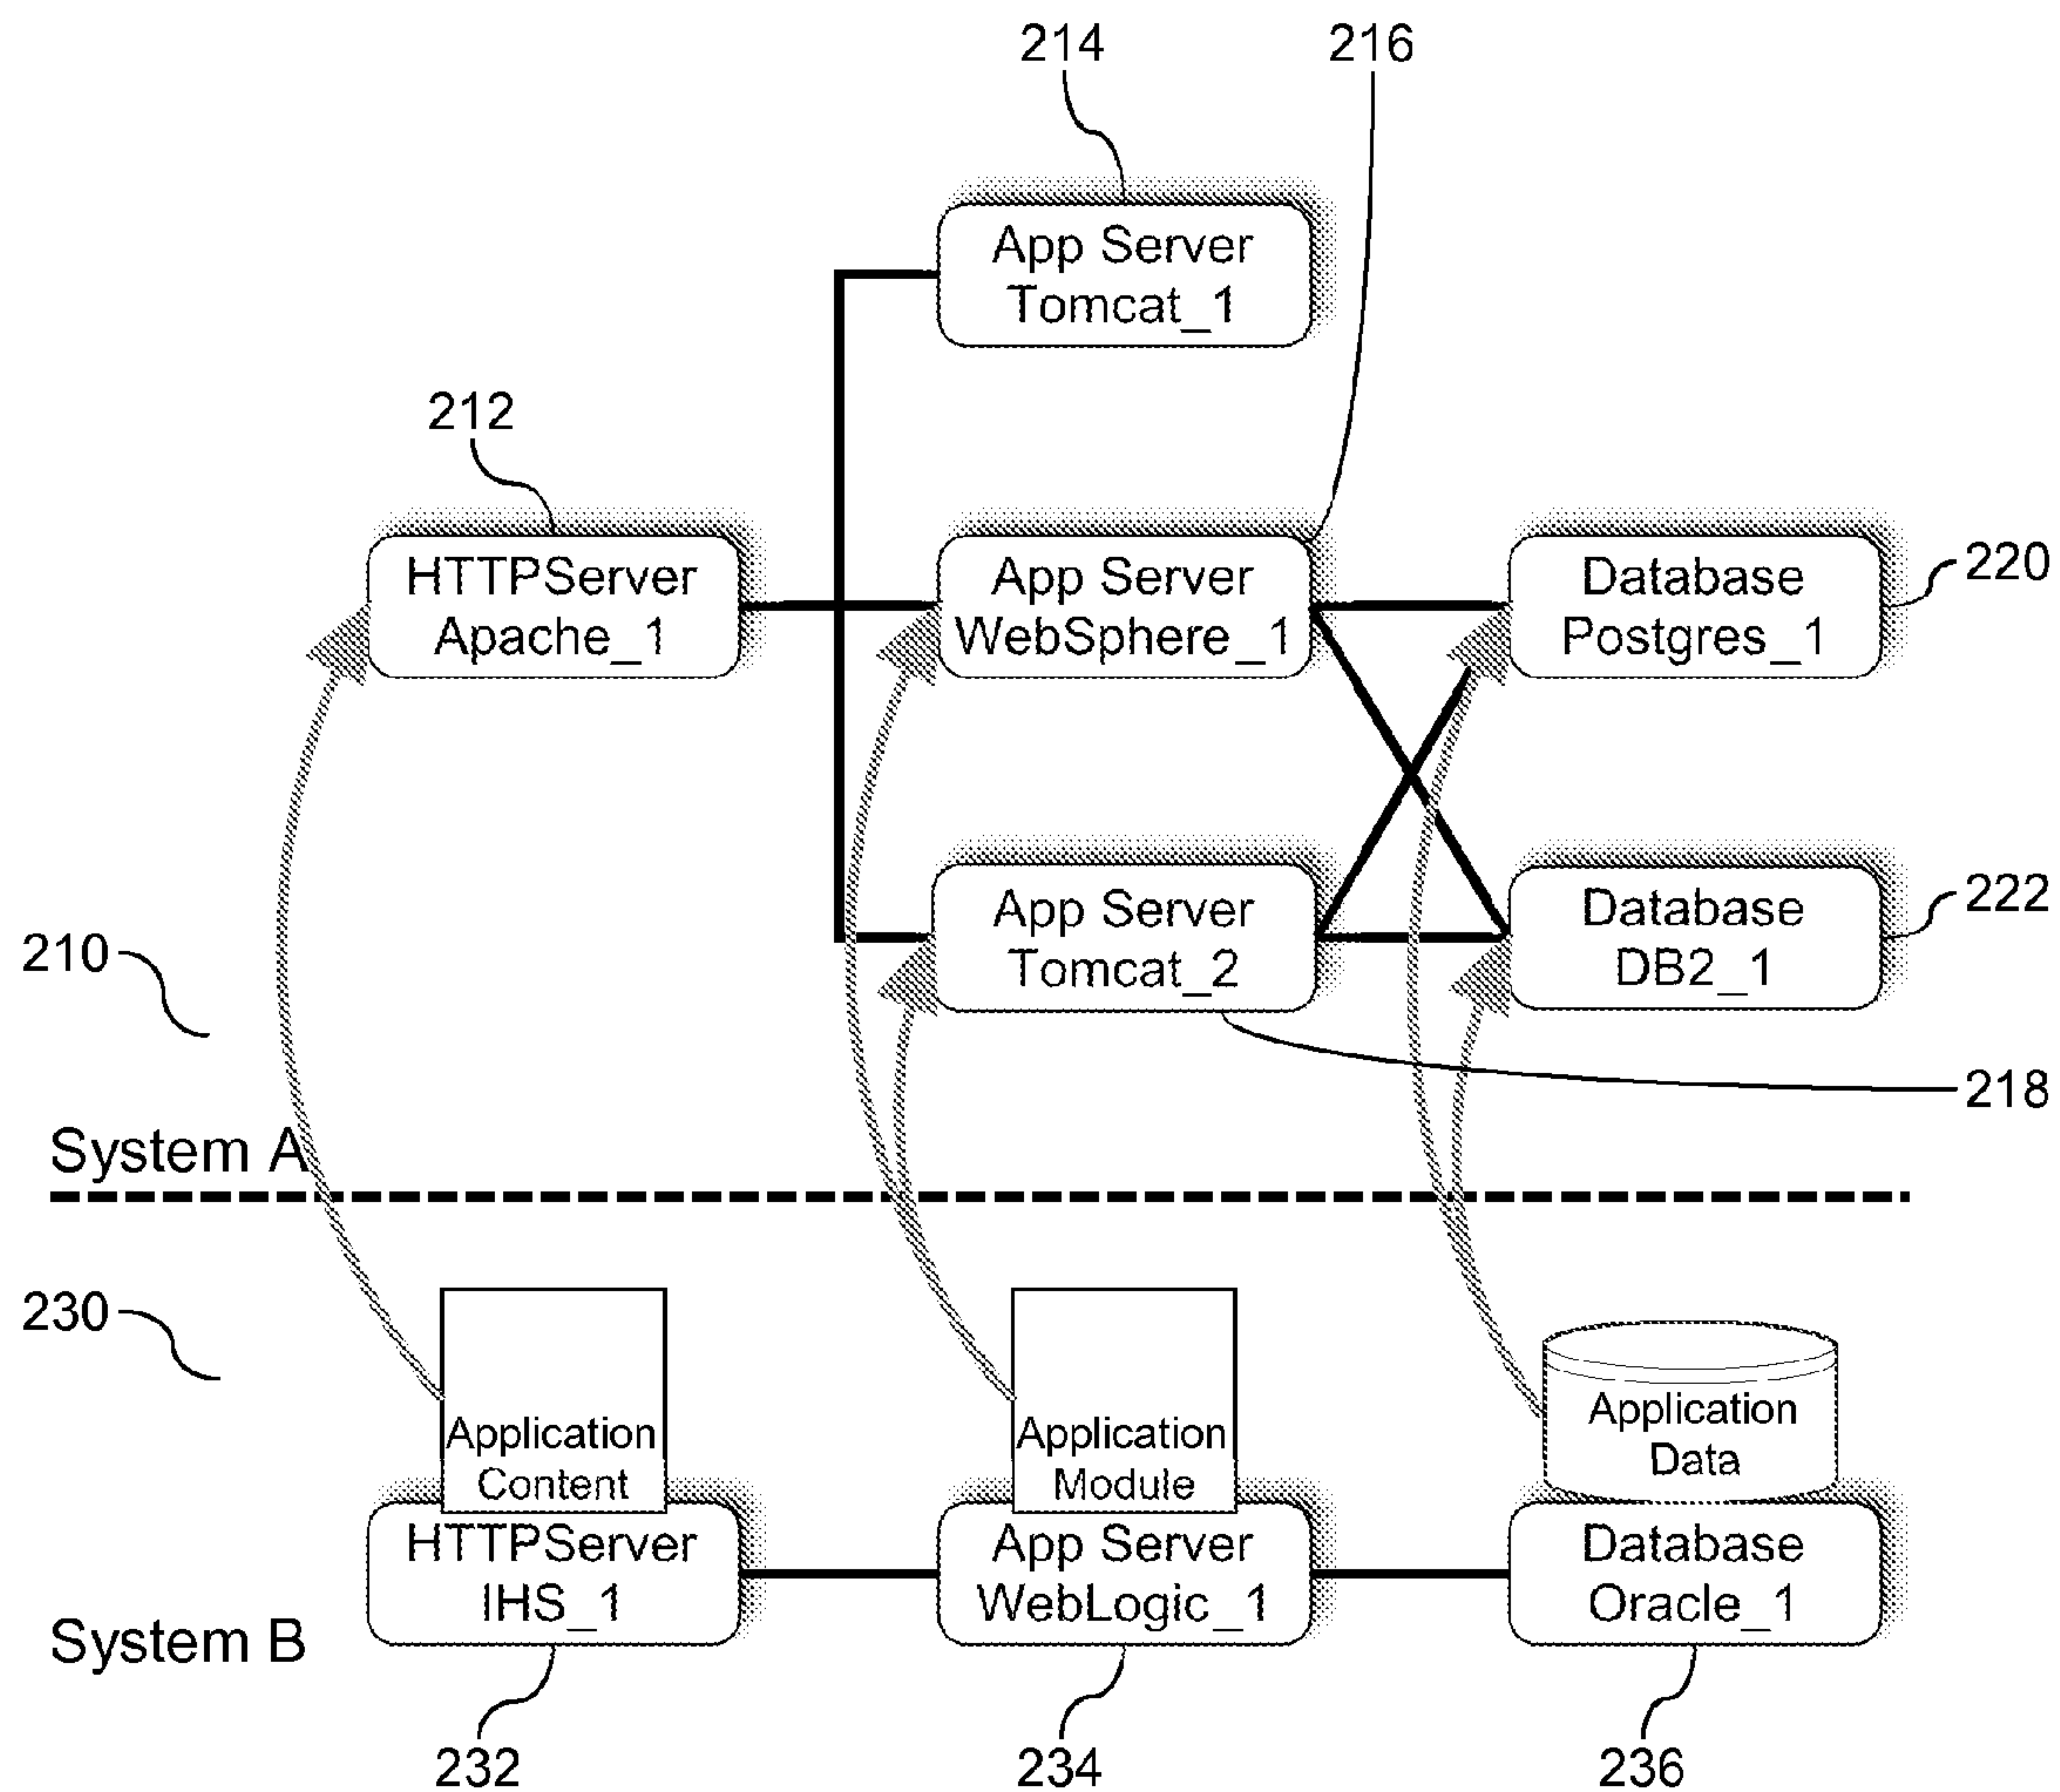 214
216
App Server
Tomcat_1
212
HTTPServer
Apache_1
App Server
WebSphere_1
Database
Postgres_1
220
App Server
Tomcat_2
Database
DB2_1
222
210
218
System A
230
Application
Content
Application
Module
Application
Data
HTTPServer
IHS_1
App Server
WebLogic_1
Database
Oracle_1
System B
232
234
236